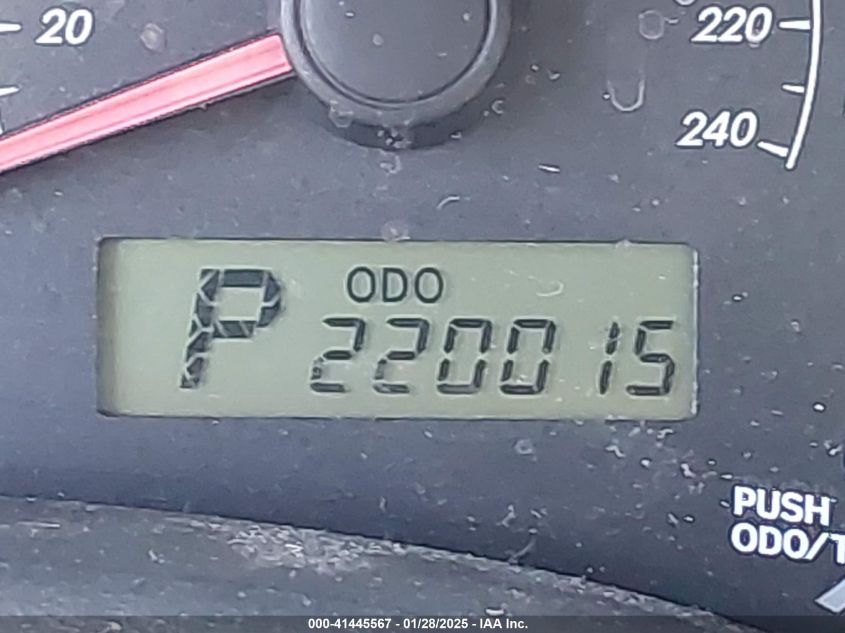 20
220
240
ODO
P 220015
PUSH
ODO/T
000-41445567 - 01/28/2025 - IAA Inc.